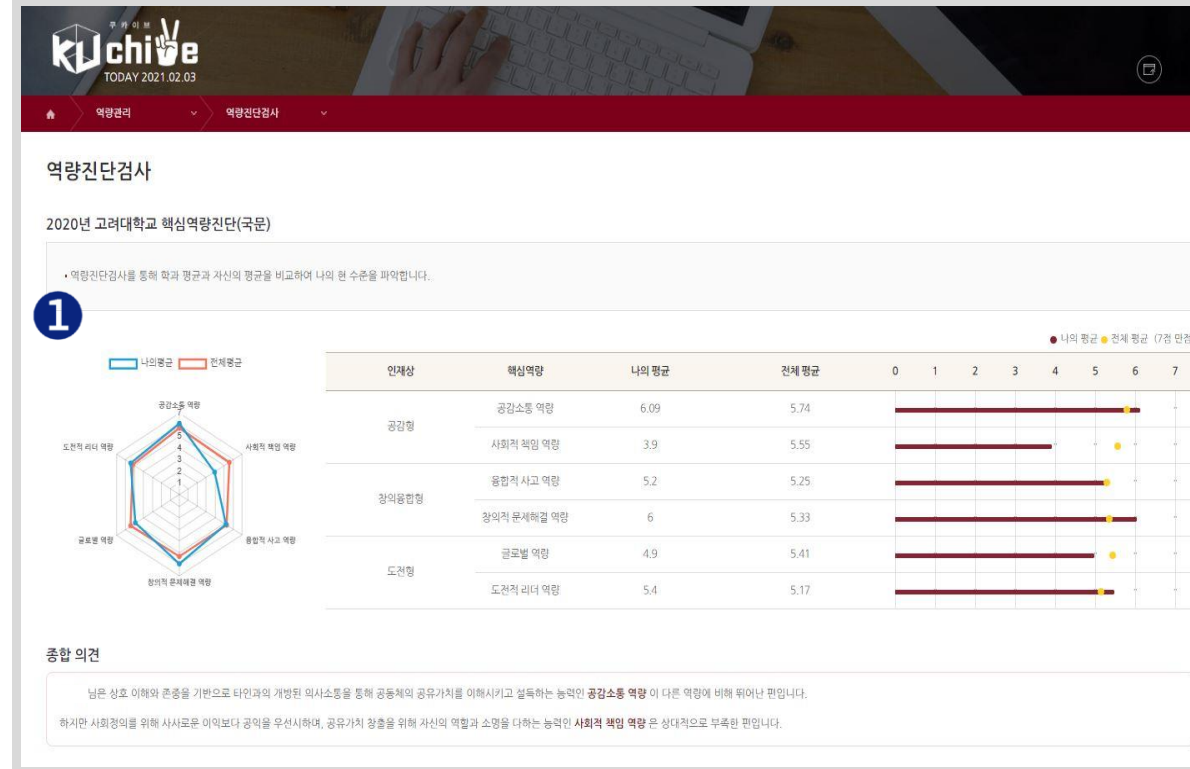 쿠카이브
KU chive
TODAY 2021.02.03
역량관리 역량진단검사
역량진단검사
2020년 고려대학교 핵심역량진단(국문)
• 역량진단검사를 통해 학과 평균과 자신의 평균을 비교하여 나의 현 수준을 파악합니다.
1
● 나의 평균 ● 전체 평균 (7점 만점
나의평균 전체평균
인재상 핵심역량 나의 평균 전체 평균 0 1 2 3 4 5 6 7
공감형
공감소통 역량 6.09 5.74
사회적 책임 역량 3.9 5.55
창의융합형
융합적 사고 역량 5.2 5.25
창의적 문제해결 역량 6 5.33
도전형
글로벌 역량 4.9 5.41
도전적 리더 역량 5.4 5.17
공감소통 역량
7
5
4
3
2
1
도전적 리더 역량
사회적 책임 역량
글로벌 역량
융합적 사고 역량
창의적 문제해결 역량
종합 의견
님은 상호 이해와 존중을 기반으로 타인과의 개방된 의사소통을 통해 공동체의 공유가치를 이해시키고 설득하는 능력인 공감소통 역량 이 다른 역량에 비해 뛰어난 편입니다.
하지만 사회정의를 위해 사사로운 이익보다 공익을 우선시하며, 공유가치 창출을 위해 자신의 역할과 소명을 다하는 능력인 사회적 책임 역량 은 상대적으로 부족한 편입니다.